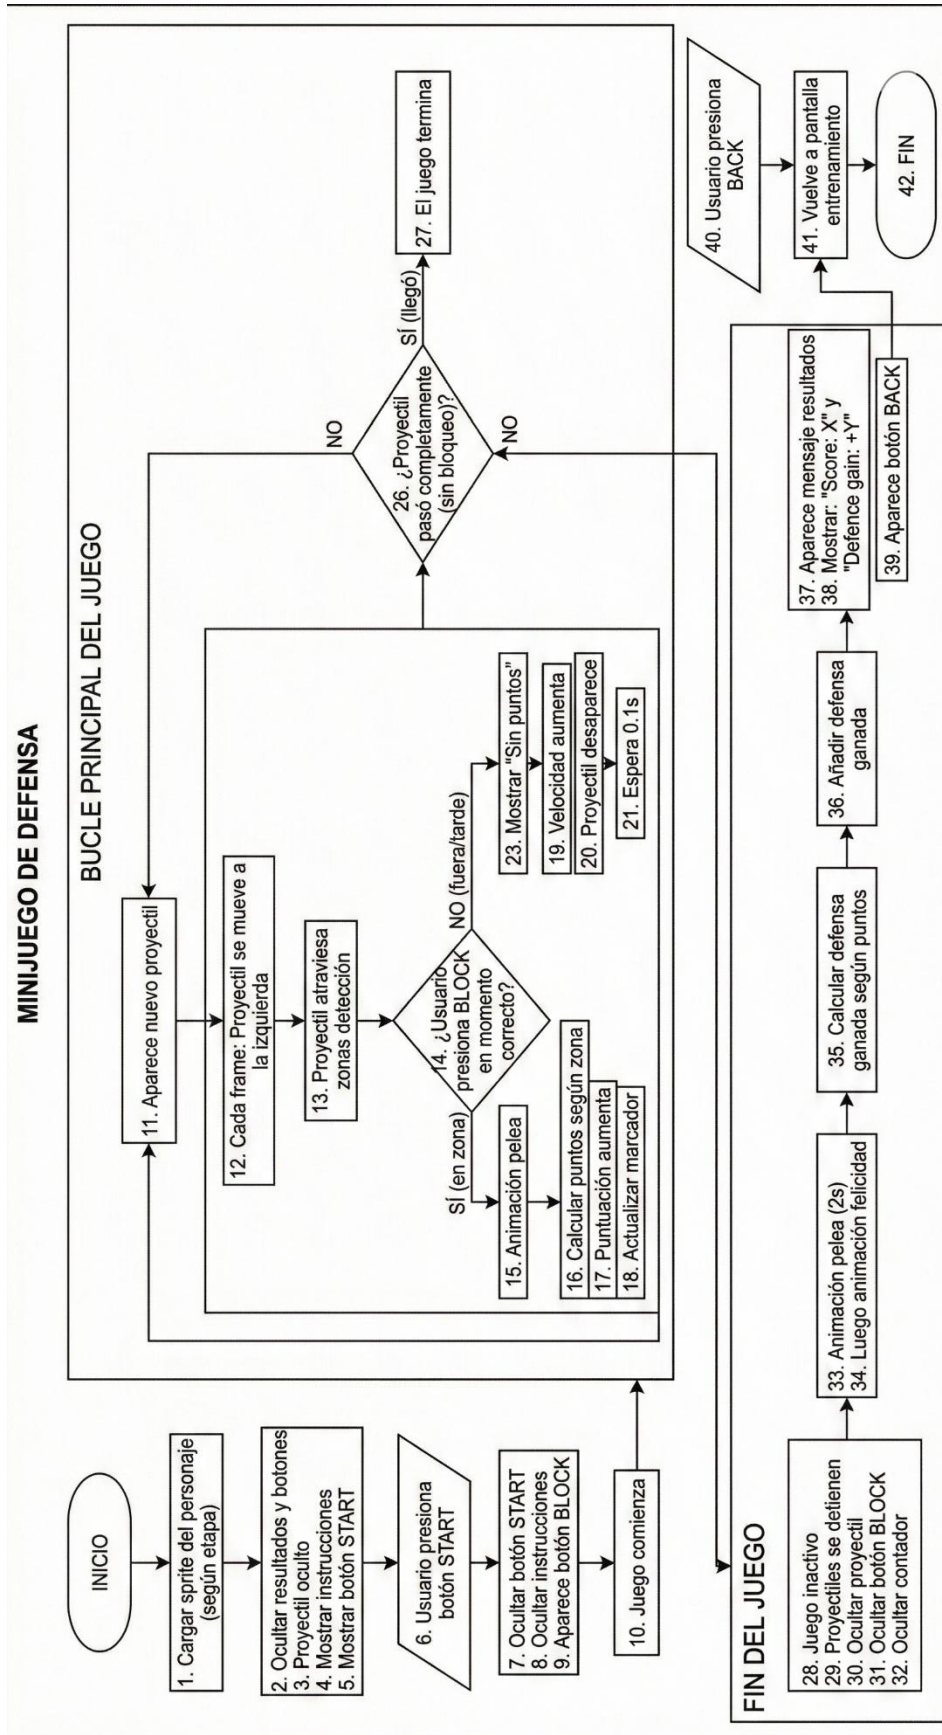 MINIJUEGO DE DEFENSA
INICIO
1. Cargar sprite del personaje
(según etapa)
2. Ocultar resultados y botones
3. Proyectil oculto
4. Mostrar instrucciones
5. Mostrar botón START
6. Usuario presiona
botón START
7. Ocultar botón START
8. Ocultar instrucciones
9. Aparece botón BLOCK
10. Juego comienza
BUCLE PRINCIPAL DEL JUEGO
11. Aparece nuevo proyectil
12. Cada frame: Proyectil se mueve a
la izquierda
13. Proyectil atraviesa
zonas detección
14. ¿Usuario
presiona BLOCK
en momento
correcto?
SÍ (en zona)
15. Animación pelea
16. Calcular puntos según zona
17. Puntuación aumenta
18. Actualizar marcador
NO (fuera/tarde)
23. Mostrar "Sin puntos"
19. Velocidad aumenta
20. Proyectil desaparece
21. Espera 0.1s
26. ¿Proyectil
pasó completamente
(sin bloqueo)?
NO
NO
SÍ (llegó)
27. El juego termina
FIN DEL JUEGO
28. Juego inactivo
29. Proyectiles se detienen
30. Ocultar proyectil
31. Ocultar botón BLOCK
32. Ocultar contador
33. Animación pelea (2s)
34. Luego animación felicidad
35. Calcular defensa
ganada según puntos
36. Añadir defensa
ganada
37. Aparece mensaje resultados
38. Mostrar: "Score: X" y
"Defence gain: +Y"
39. Aparece botón BACK
40. Usuario presiona
BACK
41. Vuelve a pantalla
entrenamiento
42. FIN